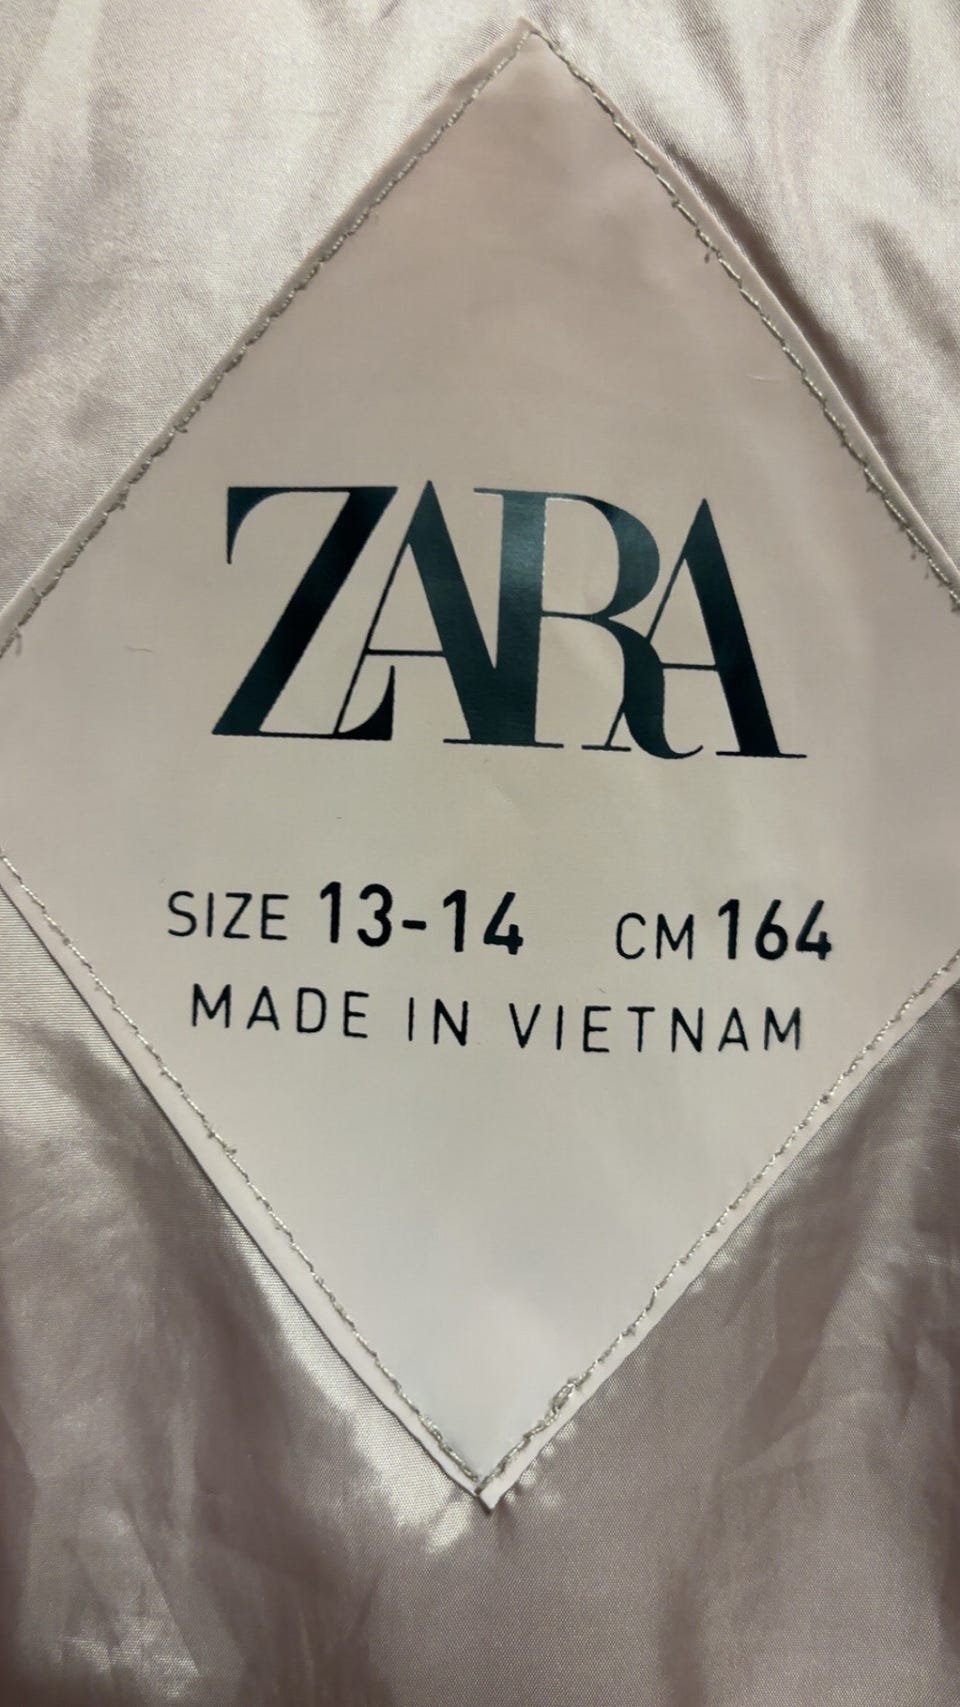 ZARA
SIZE 13-14 CM 164
MADE IN VIETNAM